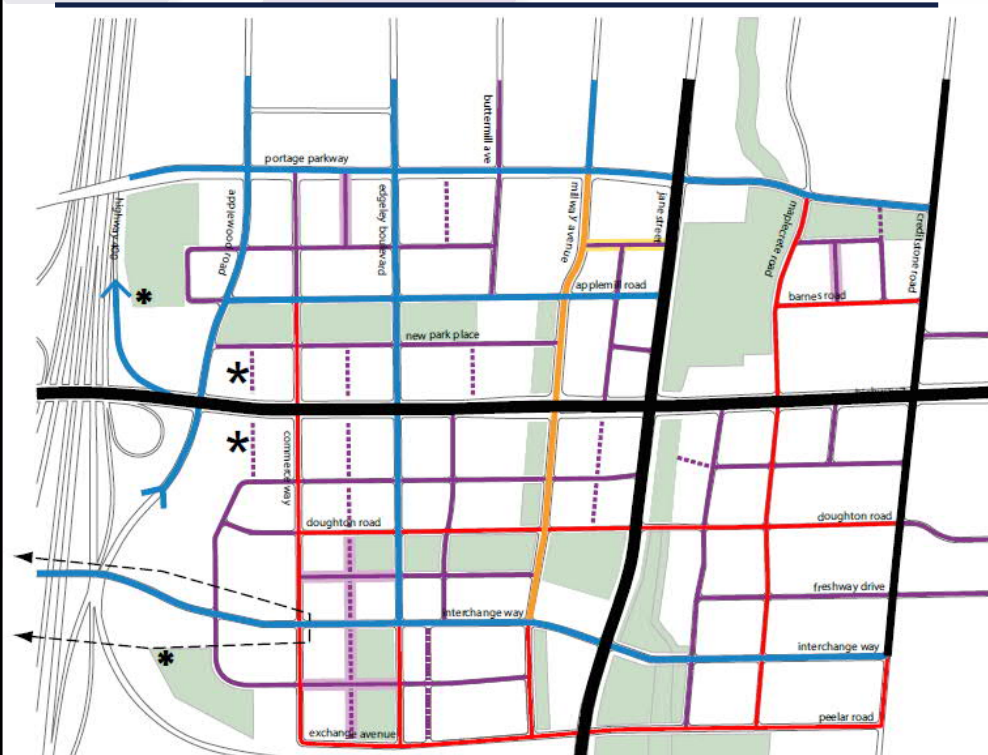 buttermill ave
portage parkway
highway 400
applewood road
edgeley boulevard
millway avenue
jane street
maplecrete road
creditstone road
applemill road
barnes road
new park place
commerce way
doughton road
doughton road
freshway drive
interchange way
interchange way
peelar road
exchange avenue